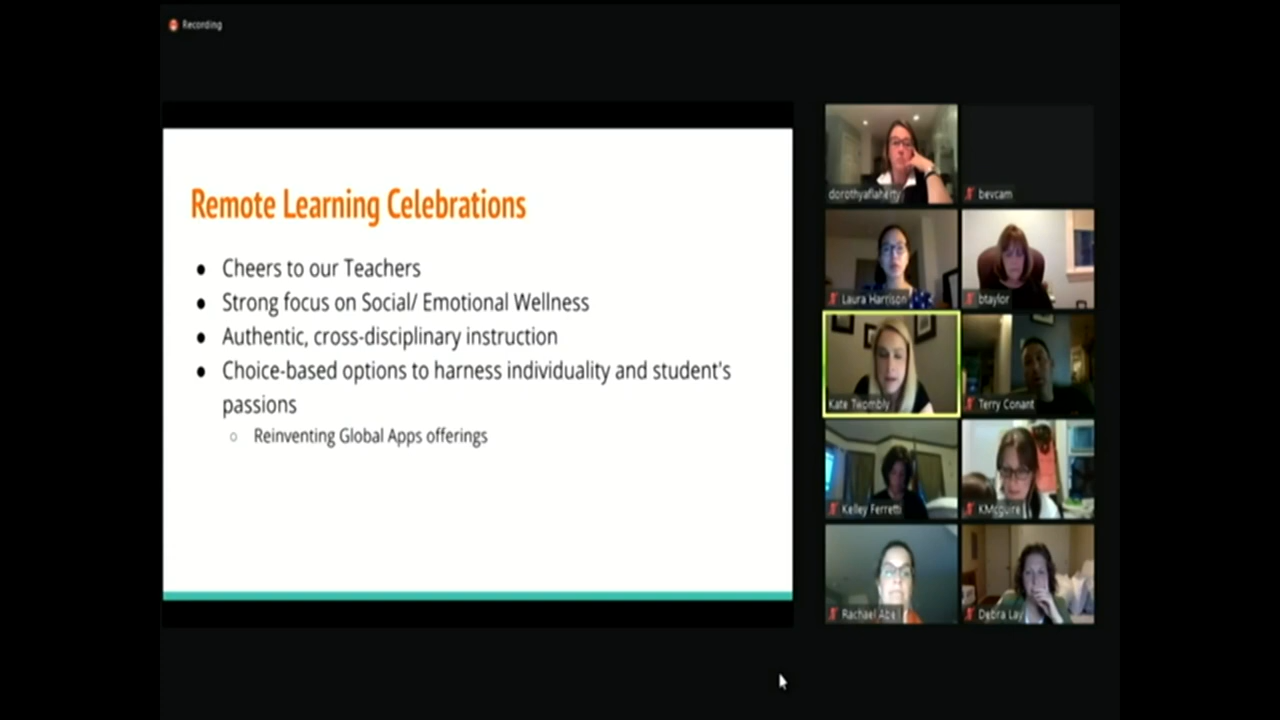 Recording
Remote Learning Celebrations
● Cheers to our Teachers
● Strong focus on Social/ Emotional Wellness
● Authentic, cross-disciplinary instruction
● Choice-based options to harness individuality and student's
passions
○ Reinventing Global Apps offerings
dorothyaflaherty
bevcam
Laura Harrison
btaylor
Kate Twombly
Terry Conant
Kelley Ferretti
KMcguire
Rachael Abell
Debra Lay